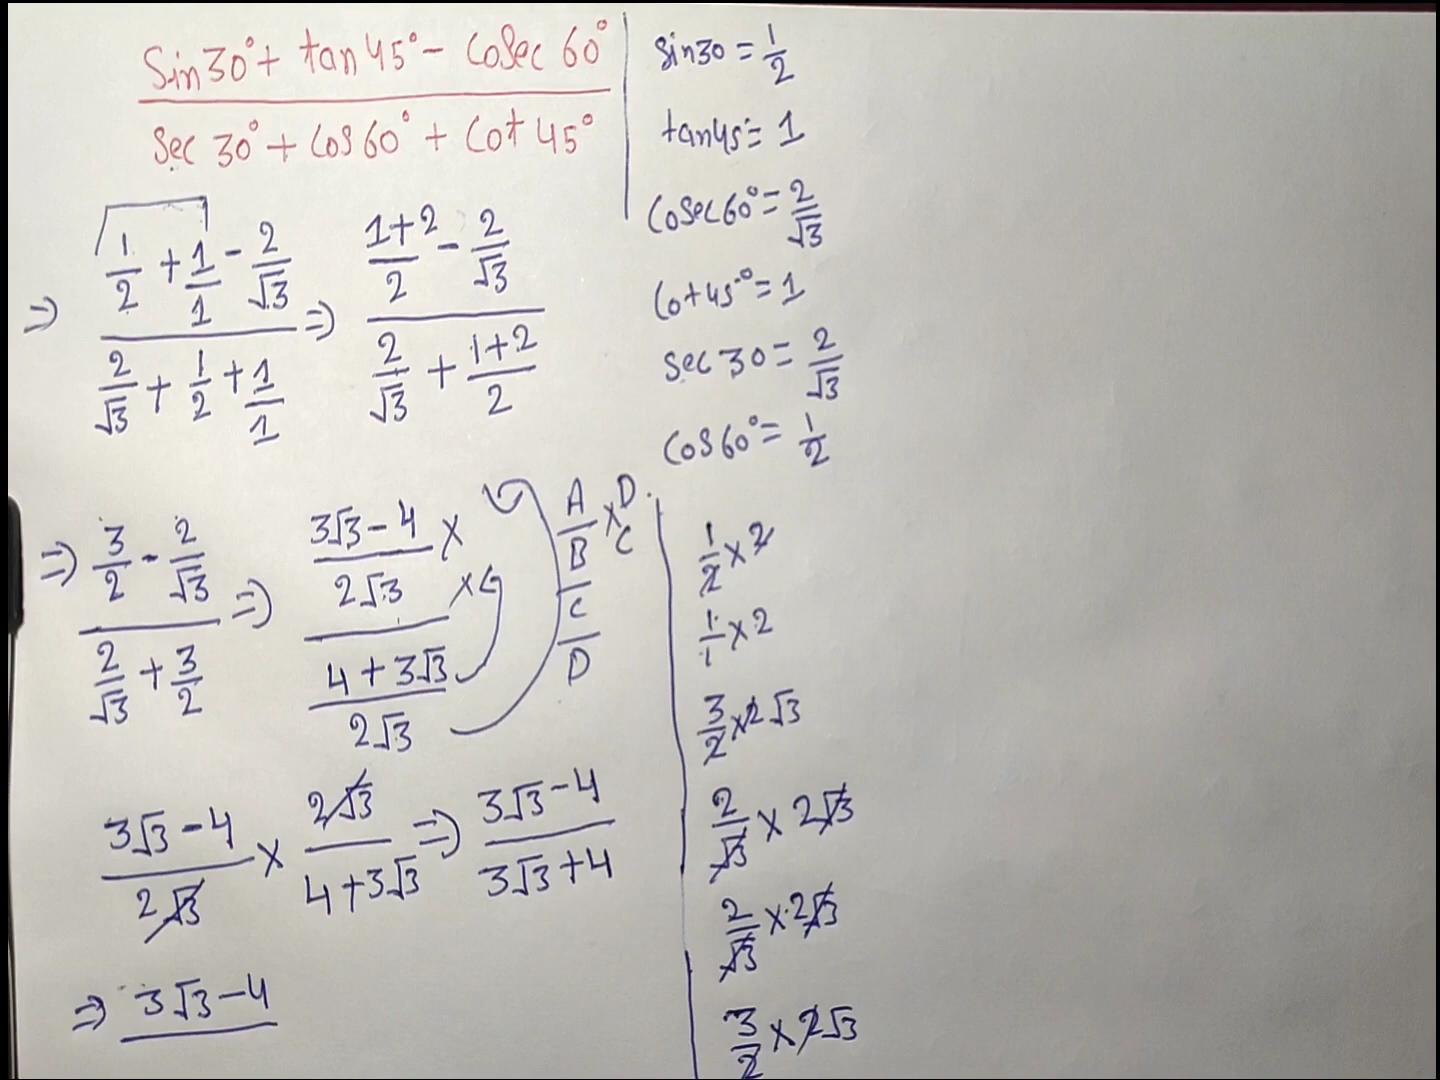 Sin30° + tan45° - Cosec 60°
Sec 30° + Cos60° + Cot 45°
Sin30 = 1/2
tan45° = 1
Cosec60° = 2/√3
Cot45° = 1
Sec 30 = 2/√3
Cos60° = 1/2
⇒ (1/2 + 1/1 - 2/√3) / (2/√3 + 1/2 + 1/1) ⇒ ((1+2)/2 - 2/√3) / (2/√3 + (1+2)/2)
⇒ (3/2 - 2/√3) / (2/√3 + 3/2) ⇒ ((3√3 - 4)/2√3) × × / ((4 + 3√3)/2√3)
A/B / C/D × D/C
(3√3 - 4)/2√3 × 2√3/(4 + 3√3) ⇒ (3√3 - 4)/(3√3 + 4)
⇒ 3√3 - 4
1/2 × 2
1/1 × 2
3/2 × 2√3
2/√3 × 2√3
2/√3 × 2√3
3/2 × 2√3